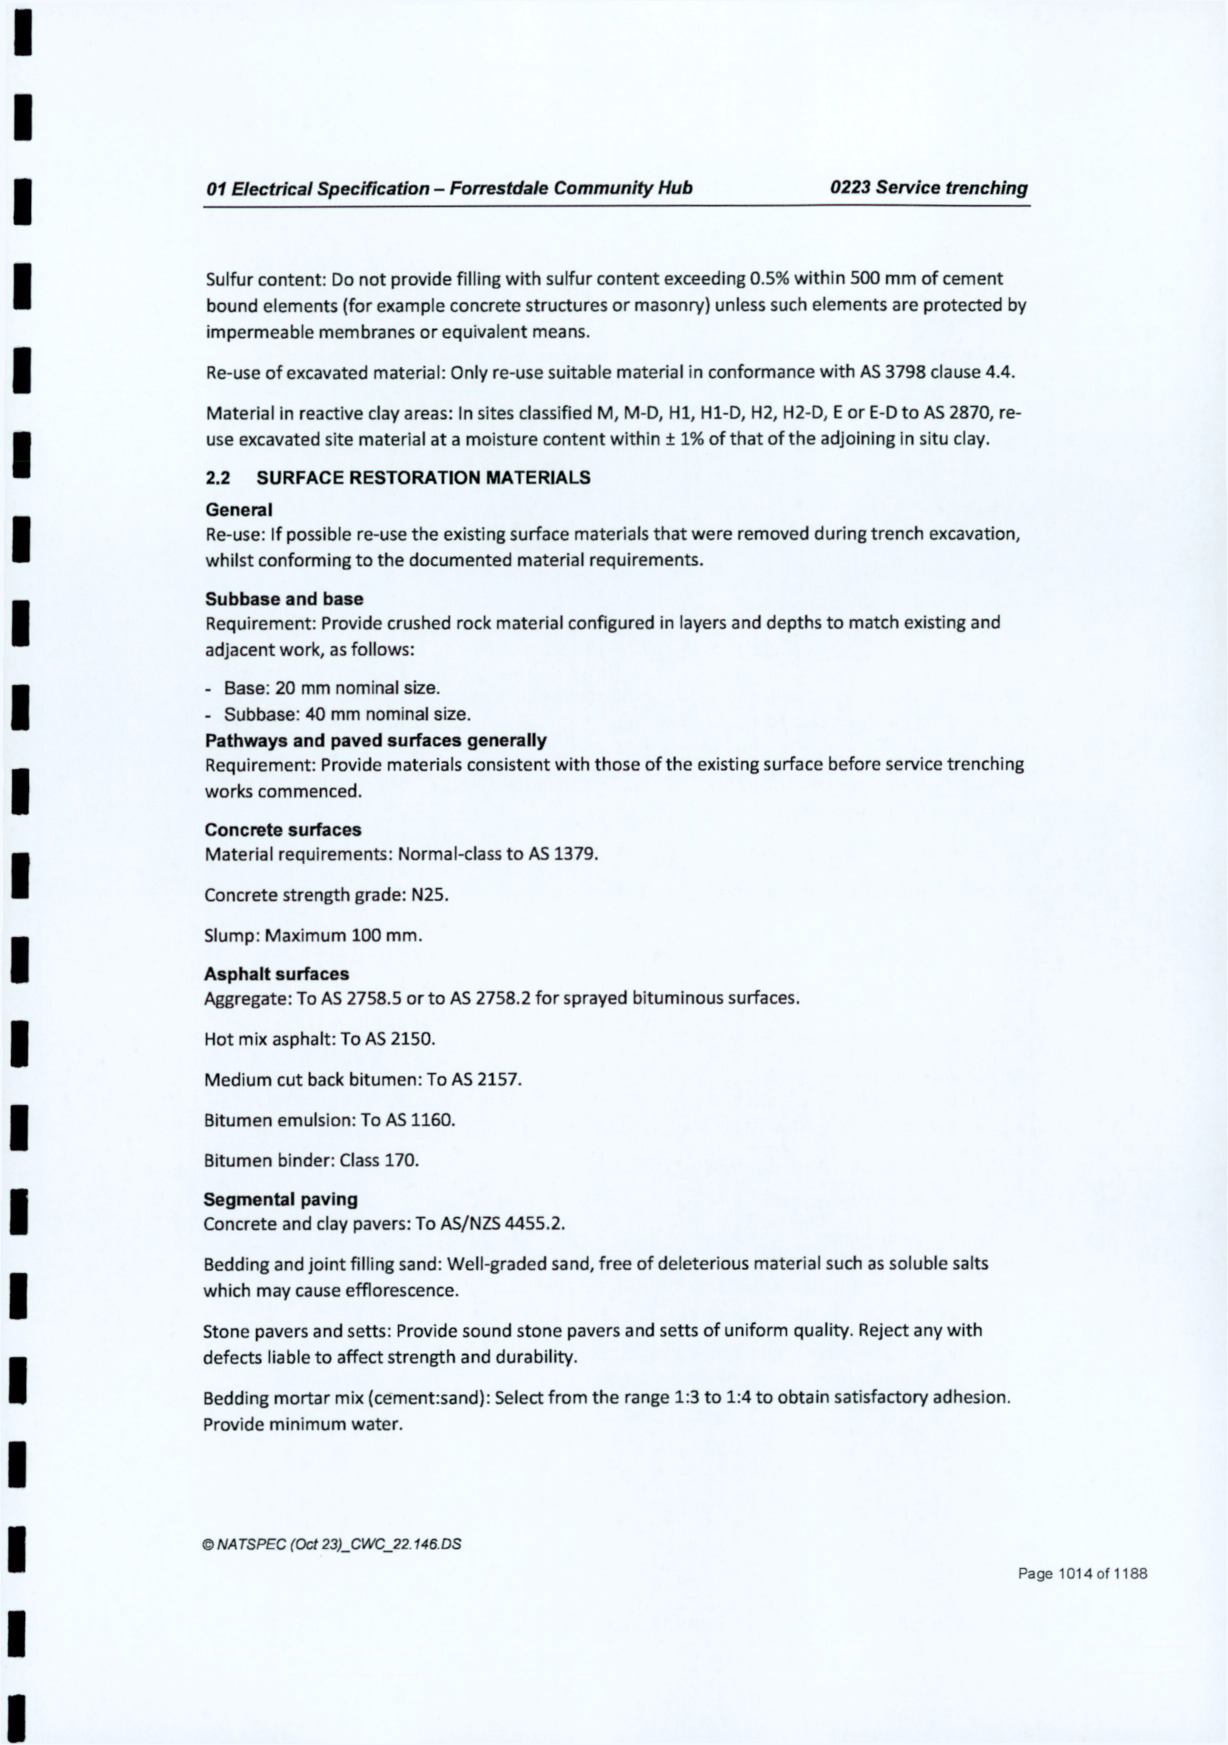 01 Electrical Specification – Forrestdale Community Hub 0223 Service trenching
Sulfur content: Do not provide filling with sulfur content exceeding 0.5% within 500 mm of cement
bound elements (for example concrete structures or masonry) unless such elements are protected by
impermeable membranes or equivalent means.
Re-use of excavated material: Only re-use suitable material in conformance with AS 3798 clause 4.4.
Material in reactive clay areas: In sites classified M, M-D, H1, H1-D, H2, H2-D, E or E-D to AS 2870, re-
use excavated site material at a moisture content within ± 1% of that of the adjoining in situ clay.
2.2 SURFACE RESTORATION MATERIALS
General
Re-use: If possible re-use the existing surface materials that were removed during trench excavation,
whilst conforming to the documented material requirements.
Subbase and base
Requirement: Provide crushed rock material configured in layers and depths to match existing and
adjacent work, as follows:
- Base: 20 mm nominal size.
- Subbase: 40 mm nominal size.
Pathways and paved surfaces generally
Requirement: Provide materials consistent with those of the existing surface before service trenching
works commenced.
Concrete surfaces
Material requirements: Normal-class to AS 1379.
Concrete strength grade: N25.
Slump: Maximum 100 mm.
Asphalt surfaces
Aggregate: To AS 2758.5 or to AS 2758.2 for sprayed bituminous surfaces.
Hot mix asphalt: To AS 2150.
Medium cut back bitumen: To AS 2157.
Bitumen emulsion: To AS 1160.
Bitumen binder: Class 170.
Segmental paving
Concrete and clay pavers: To AS/NZS 4455.2.
Bedding and joint filling sand: Well-graded sand, free of deleterious material such as soluble salts
which may cause efflorescence.
Stone pavers and setts: Provide sound stone pavers and setts of uniform quality. Reject any with
defects liable to affect strength and durability.
Bedding mortar mix (cement:sand): Select from the range 1:3 to 1:4 to obtain satisfactory adhesion.
Provide minimum water.
© NATSPEC (Oct 23)_CWC_22.146.DS
Page 1014 of 1188